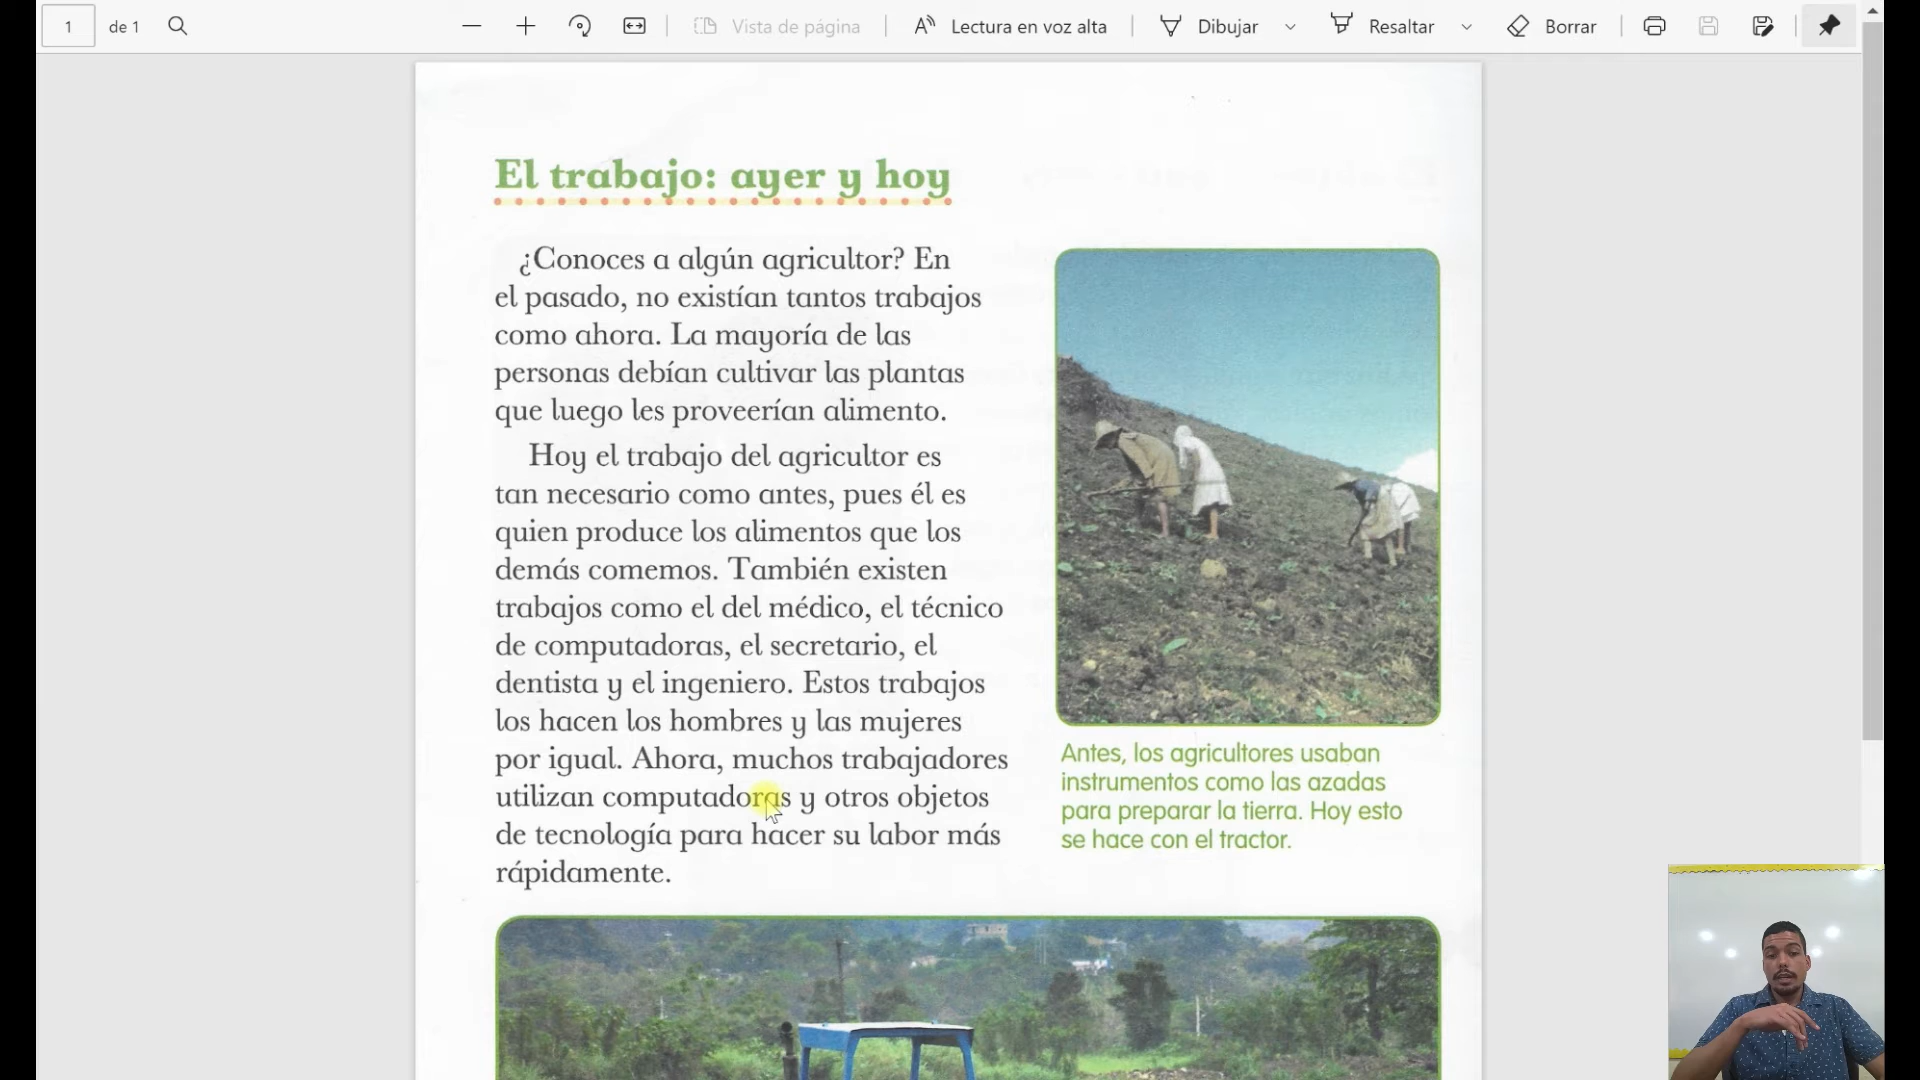 1 de 1
Vista de página
Lectura en voz alta
Dibujar
Resaltar
Borrar
El trabajo: ayer y hoy
¿Conoces a algún agricultor? En
el pasado, no existían tantos trabajos
como ahora. La mayoría de las
personas debían cultivar las plantas
que luego les proveerían alimento.
Hoy el trabajo del agricultor es
tan necesario como antes, pues él es
quien produce los alimentos que los
demás comemos. También existen
trabajos como el del médico, el técnico
de computadoras, el secretario, el
dentista y el ingeniero. Estos trabajos
los hacen los hombres y las mujeres
por igual. Ahora, muchos trabajadores
utilizan computadoras y otros objetos
de tecnología para hacer su labor más
rápidamente.
Antes, los agricultores usaban
instrumentos como las azadas
para preparar la tierra. Hoy esto
se hace con el tractor.